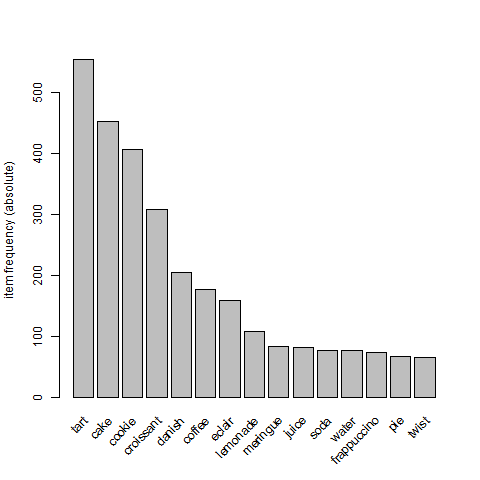 item frequency (absolute)
500
400
300
200
100
0
tart
cake
cookie
croissant
danish
coffee
eclair
lemonade
meringue
juice
soda
water
frappuccino
pie
twist